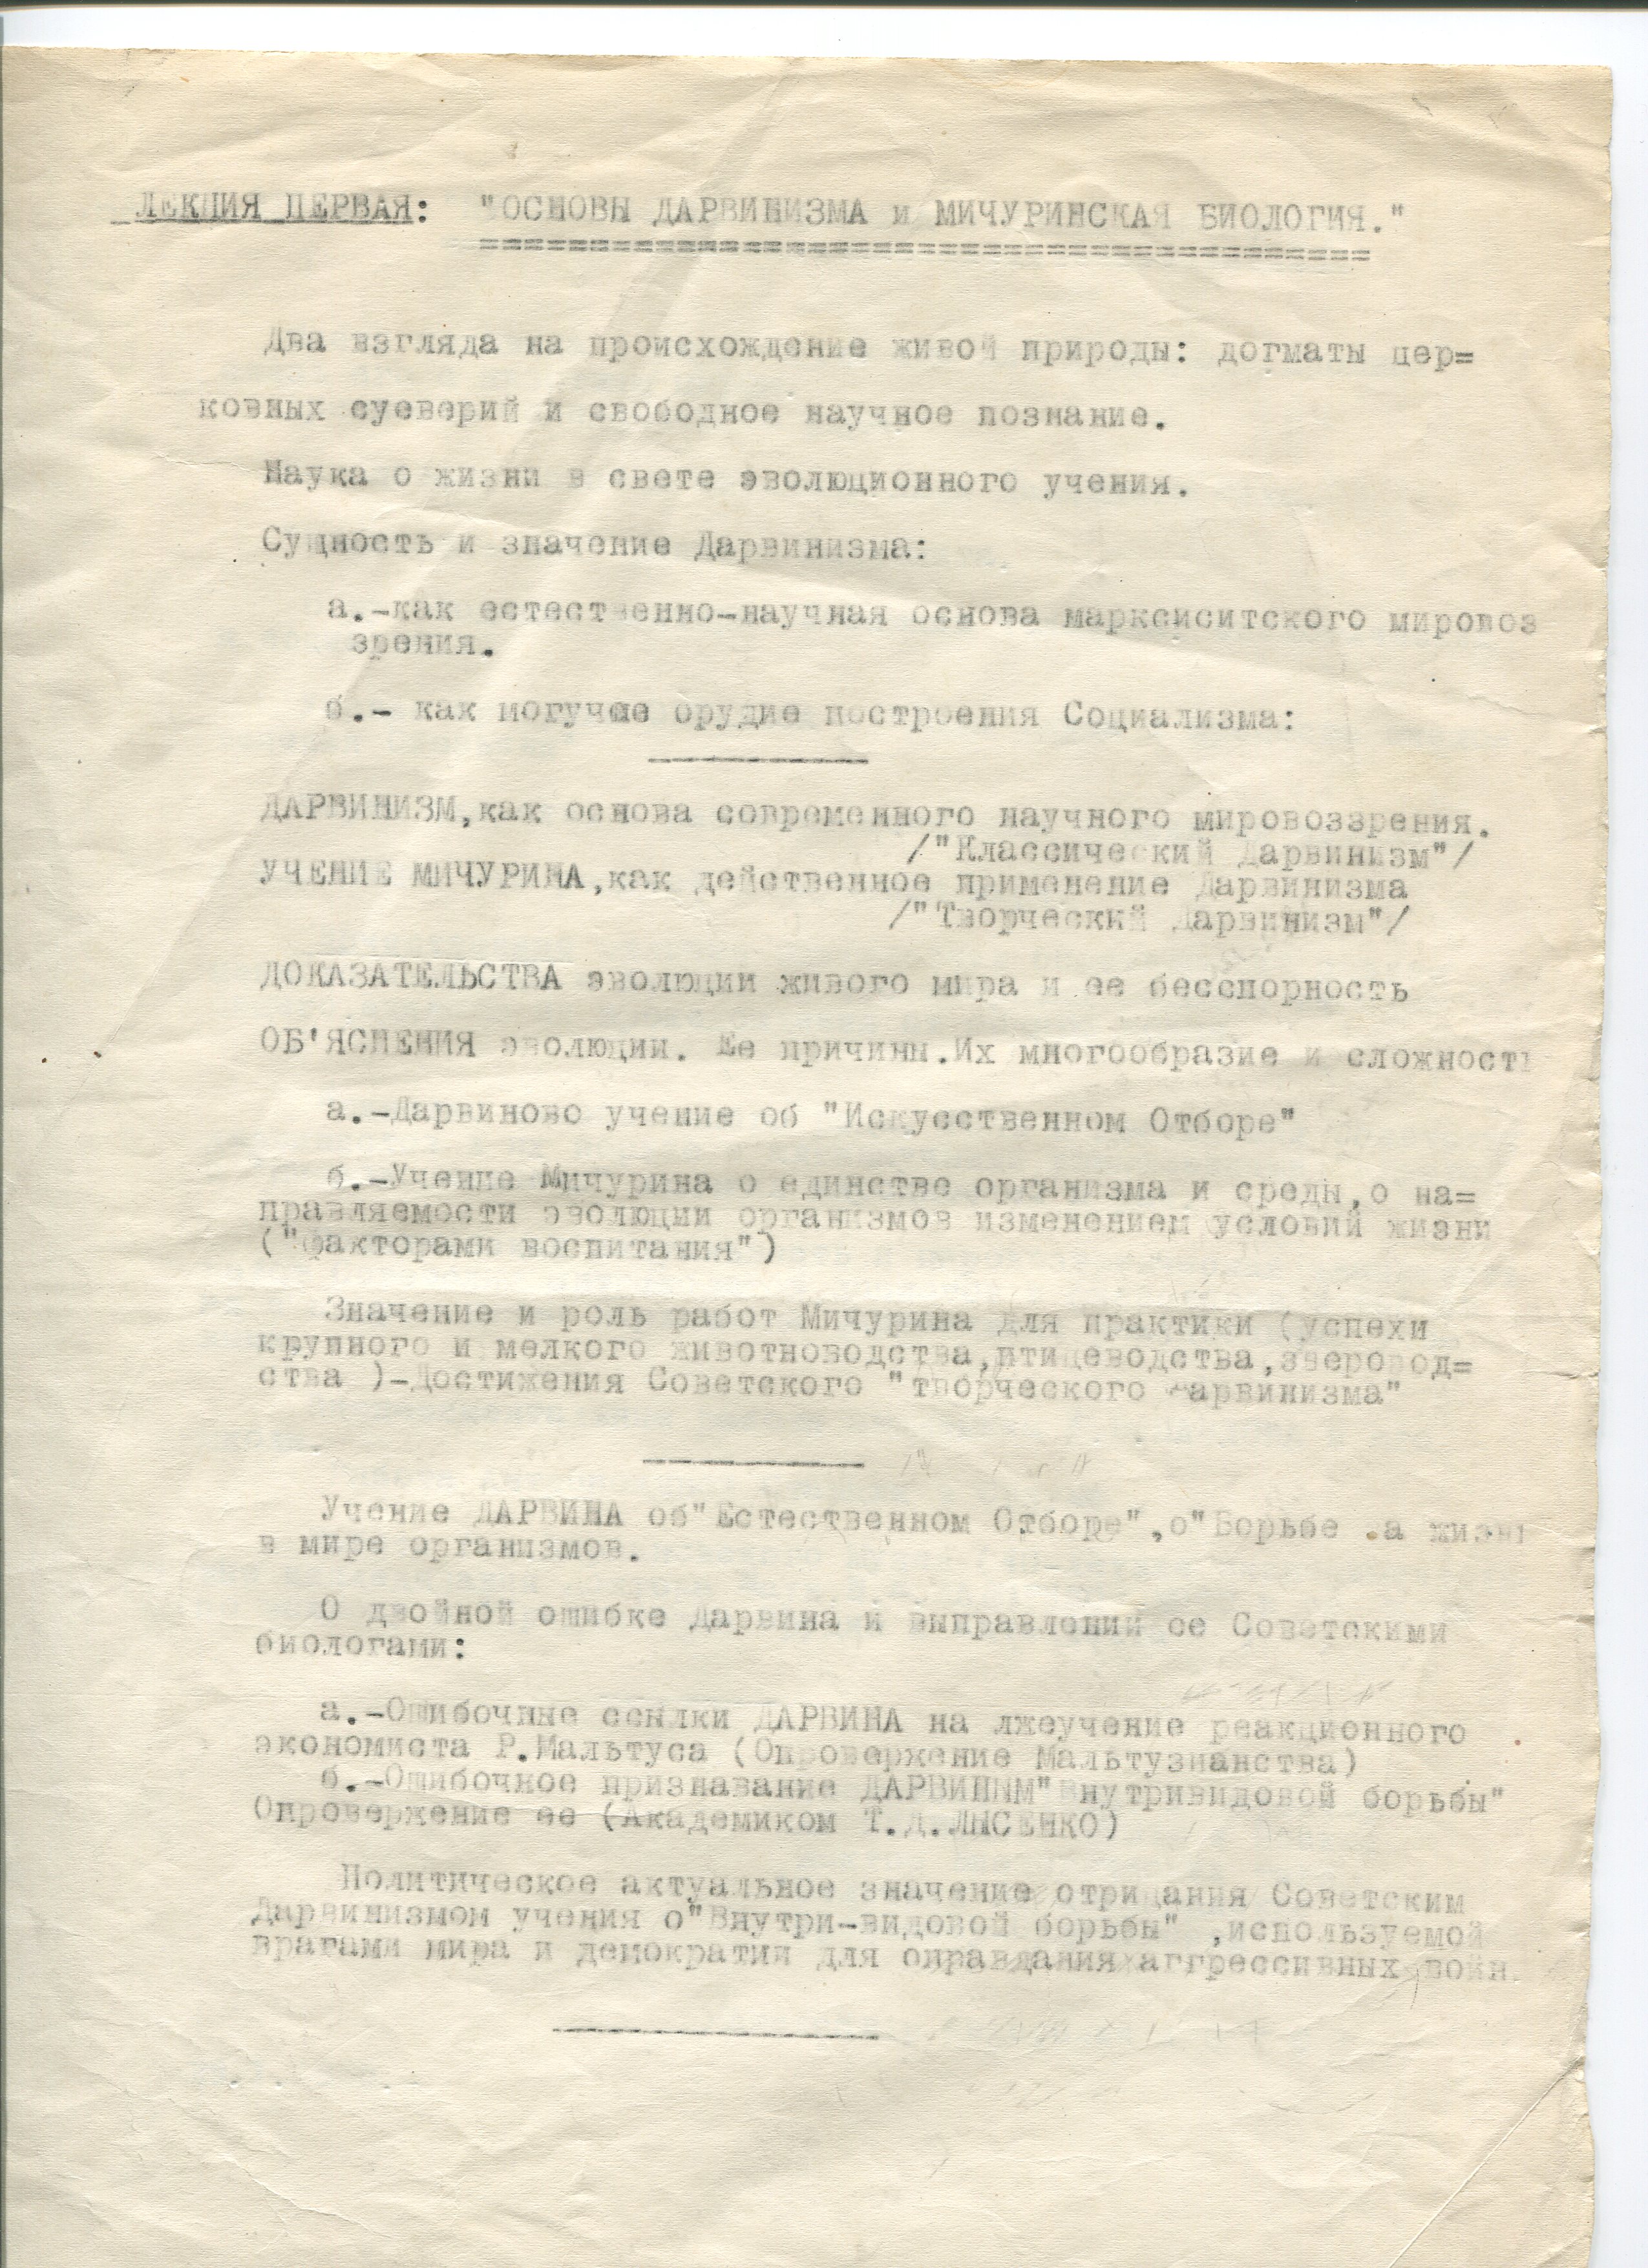 ЛЕКЦИЯ ПЕРВАЯ: "ОСНОВЫ ДАРВИНИЗМА и МИЧУРИНСКАЯ БИОЛОГИЯ."
Два взгляда на происхождение живой природы: догматы цер=
ковных суеверий и свободное научное познание.
Наука о жизни в свете эволюционного учения.
Сущность и значение Дарвинизма:
а.-как естественно-научная основа марксиситского мировоз
зрения.
б.- как могучее орудие построения Социализма:
ДАРВИНИЗМ,как основа современного научного мировоззрения.
/"Классический Дарвинизм"/
УЧЕНИЕ МИЧУРИНА,как действенное применение Дарвинизма
/"Творческий Дарвинизм"/
ДОКАЗАТЕЛЬСТВА эволюции живого мира и ее бесспорность
ОБ'ЯСНЕНИЯ эволюции. Ее причины.Их многообразие и сложность
а.-Дарвиново учение об "Искусственном Отборе"
б.-Учение Мичурина о единстве организма и среды,о на=
правляемости эволюции организмов изменением условий жизни
("факторами воспитания")
Значение и роль работ Мичурина для практики (успехи
крупного и мелкого животноводства,птицеводства,зверовод=
ства )-Достижения Советского "творческого Дарвинизма"
Учение ДАРВИНА об"Естественном Отборе",о"Борьбе за жизнь
в мире организмов.
О двойной ошибке Дарвина и выправлений ее Советскими
биологами:
а.-Ошибочные ссылки ДАРВИНА на лжеучение реакционного
экономиста Р.Мальтуса (Опровержение Мальтузианства)
б.-Ошибочное признавание ДАРВИНЫМ"Внутривидовой борьбы"
Опровержение ее (Академиком Т.Д.ЛЫСЕНКО)
Политическое актуальное значение отрицания Советским
Дарвинизмом учения о"Внутри-видовой борьбы" ,используемой
врагами мира и демократии для оправдания аггрессивных войн.